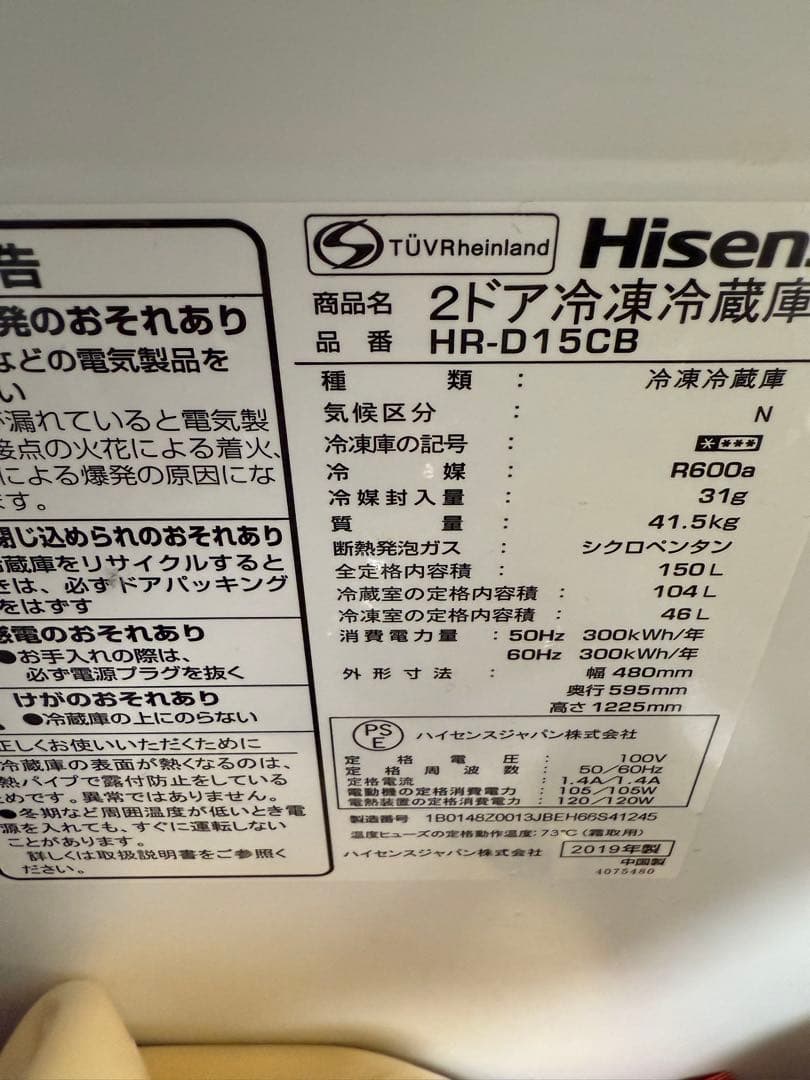 告
発のおそれあり
などの電気製品を
い
が漏れていると電気製
接点の火花による着火、
による爆発の原因にな
ます。
閉じ込められのおそれあり
冷蔵庫をリサイクルすると
きは、必ずドアパッキング
をはずす
感電のおそれあり
●お手入れの際は、
必ず電源プラグを抜く
けがのおそれあり
●冷蔵庫の上にのらない
正しくお使いいただくために
冷蔵庫の表面が熱くなるのは、
熱パイプで露付防止をしている
ためです。異常ではありません。
●冬期など周囲温度が低いとき電
源を入れても、すぐに運転しない
ことがあります。
詳しくは取扱説明書をご参照く
ださい。
TÜVRheinland
Hisens
商品名 2ドア冷凍冷蔵庫
品番 HR-D15CB
種類 : 冷凍冷蔵庫
気候区分 : N
冷凍庫の記号 : ****​*
冷媒 : R600a
冷媒封入量 : 31g
質量 : 41.5kg
断熱発泡ガス : シクロペンタン
全定格内容積 : 150L
冷蔵室の定格内容積 : 104L
冷凍室の定格内容積 : 46L
消費電力量 : 50Hz 300kWh/年
60Hz 300kWh/年
外形寸法 : 幅 480mm
奥行 595mm
高さ 1225mm
PSE ハイセンスジャパン株式会社
定格電圧 : 100V
定格周波数 : 50/60Hz
定格電流 : 1.4A/1.4A
電動機の定格消費電力 : 105/105W
電熱装置の定格消費電力 : 120/120W
製造番号 1B0148Z0013JBEH66S41245
温度ヒューズの定格動作温度:73℃(霜取用)
ハイセンスジャパン株式会社 2019年製
中国製
4075480